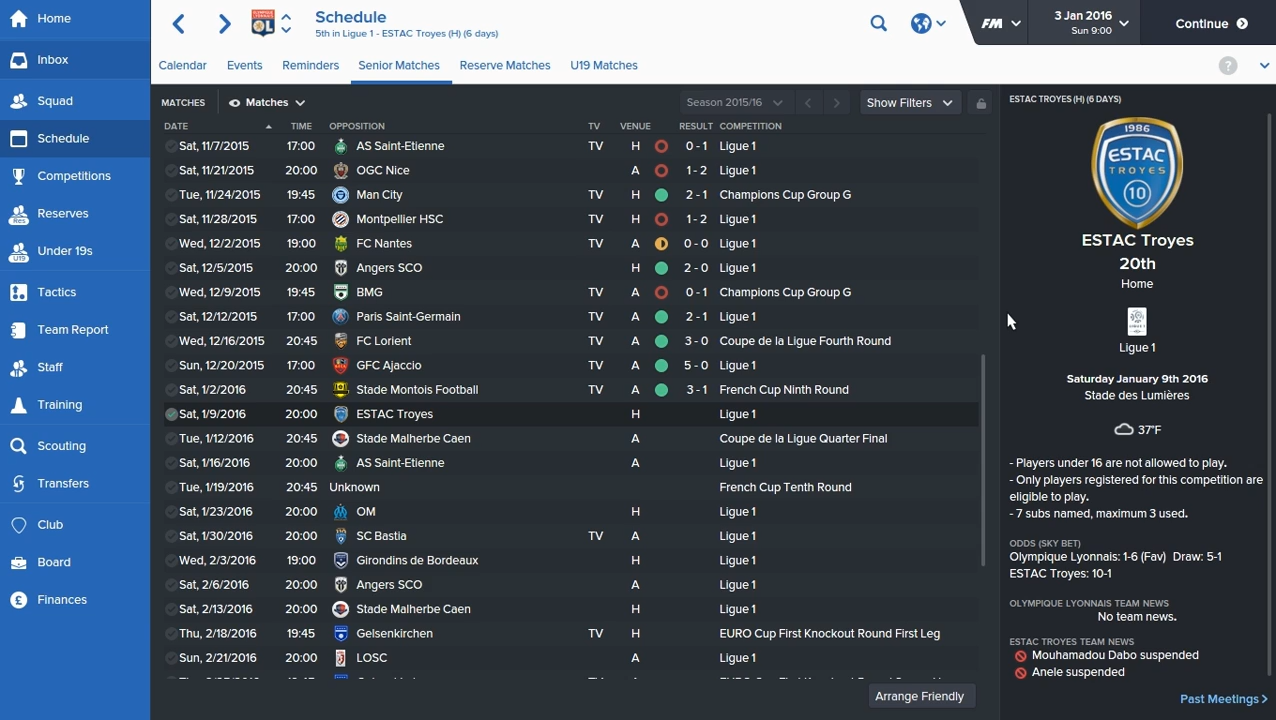 Home
Inbox
Squad
Schedule
Competitions
Reserves
Under 19s
Tactics
Team Report
Staff
Training
Scouting
Transfers
Club
Board
Finances
Schedule
5th in Ligue 1 - ESTAC Troyes (H) (6 days)
FM
3 Jan 2016
Sun 9:00
Continue
Calendar Events Reminders Senior Matches Reserve Matches U19 Matches
MATCHES Matches Season 2015/16 Show Filters
DATE TIME OPPOSITION TV VENUE RESULT COMPETITION
Sat, 11/7/2015 17:00 AS Saint-Etienne TV H 0 - 1 Ligue 1
Sat, 11/21/2015 20:00 OGC Nice A 1 - 2 Ligue 1
Tue, 11/24/2015 19:45 Man City TV H 2 - 1 Champions Cup Group G
Sat, 11/28/2015 17:00 Montpellier HSC TV H 1 - 2 Ligue 1
Wed, 12/2/2015 19:00 FC Nantes TV A 0 - 0 Ligue 1
Sat, 12/5/2015 20:00 Angers SCO H 2 - 0 Ligue 1
Wed, 12/9/2015 19:45 BMG TV A 0 - 1 Champions Cup Group G
Sat, 12/12/2015 17:00 Paris Saint-Germain TV A 2 - 1 Ligue 1
Wed, 12/16/2015 20:45 FC Lorient TV A 3 - 0 Coupe de la Ligue Fourth Round
Sun, 12/20/2015 17:00 GFC Ajaccio TV A 5 - 0 Ligue 1
Sat, 1/2/2016 20:45 Stade Montois Football TV A 3 - 1 French Cup Ninth Round
Sat, 1/9/2016 20:00 ESTAC Troyes H Ligue 1
Tue, 1/12/2016 20:45 Stade Malherbe Caen A Coupe de la Ligue Quarter Final
Sat, 1/16/2016 20:00 AS Saint-Etienne A Ligue 1
Tue, 1/19/2016 20:45 Unknown French Cup Tenth Round
Sat, 1/23/2016 20:00 OM H Ligue 1
Sat, 1/30/2016 20:00 SC Bastia TV A Ligue 1
Wed, 2/3/2016 19:00 Girondins de Bordeaux H Ligue 1
Sat, 2/6/2016 20:00 Angers SCO A Ligue 1
Sat, 2/13/2016 20:00 Stade Malherbe Caen H Ligue 1
Thu, 2/18/2016 19:45 Gelsenkirchen TV H EURO Cup First Knockout Round First Leg
Sun, 2/21/2016 20:00 LOSC A Ligue 1
Arrange Friendly
ESTAC TROYES (H) (6 DAYS)
1986
ESTAC
TROYES
10
ESTAC Troyes
20th
Home
Ligue 1
Saturday January 9th 2016
Stade des Lumières
37°F
- Players under 16 are not allowed to play.
- Only players registered for this competition are
eligible to play.
- 7 subs named, maximum 3 used.
ODDS (SKY BET)
Olympique Lyonnais: 1-6 (Fav) Draw: 5-1
ESTAC Troyes: 10-1
OLYMPIQUE LYONNAIS TEAM NEWS
No team news.
ESTAC TROYES TEAM NEWS
Mouhamadou Dabo suspended
Anele suspended
Past Meetings >